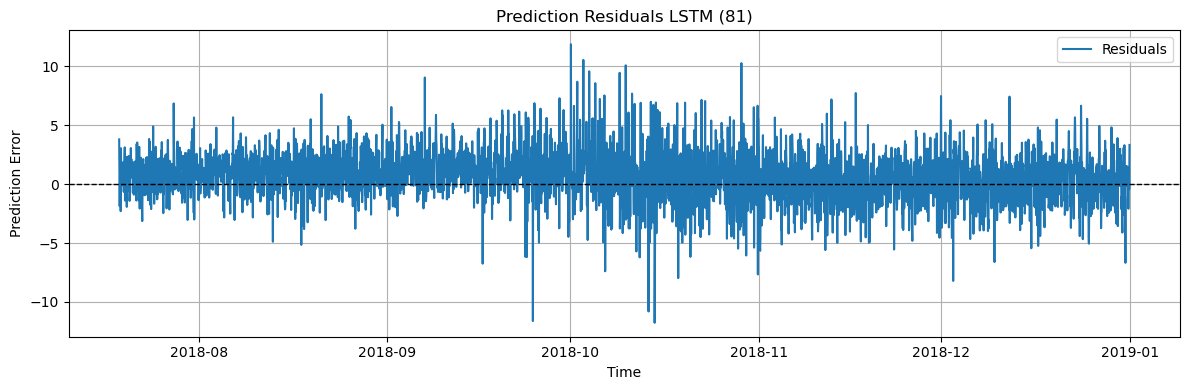 Prediction Residuals LSTM (81)
Residuals
Prediction Error
10
5
0
−5
−10
2018-08
2018-09
2018-10
2018-11
2018-12
2019-01
Time